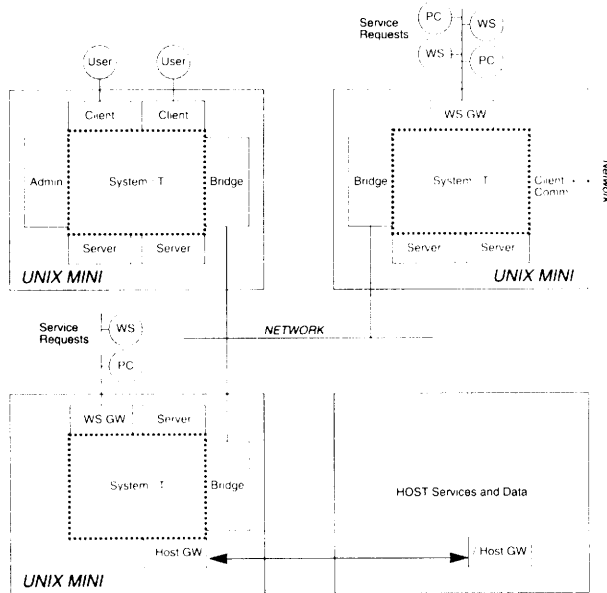 Service
Requests
PC
WS
WS
PC
User
User
Client
Client
Admin
System T
Bridge
Server
Server
UNIX MINI
WS GW
Bridge
System T
Client
Comm
Server
Server
UNIX MINI
NETWORK
Service
Requests
WS
PC
WS GW
Server
System T
Bridge
Host GW
UNIX MINI
HOST Services and Data
Host GW